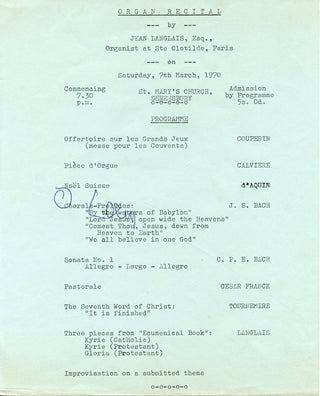 ORGAN RECITAL
--- by ---
JEAN LANGLAIS, Esq.,
Organist at Ste Clotilde, Paris
--- on ---
Saturday, 7th March, 1970
Commencing 7.30 p.m.
ST. MARY'S CHURCH,
o-o-o-o-o
Admission by Programme 5s. 0d.
PROGRAMME
Offertoire sur les Grands Jeux COUPERIN
(messe pour les Couvents)
Pièce d'Orgue CALVIERE
Noël Suisse d'AQUIN
Chorale-Preludes: J. S. BACH
"By the waters of Babylon"
"Lord Jesus, open wide the Heavens"
"Comest Thou, Jesus, down from
Heaven to Earth"
"We all believe in one God"
Sonata No. 1 C. P. E. BACH
Allegro - Largo - Allegro
Pastorale CESAR FRANCK
The Seventh Word of Christ: TOURNEMIRE
"It is finished"
Three pieces from "Ecumenical Book": LANGLAIS
Kyrie (Catholic)
Kyrie (Protestant)
Gloria (Protestant)
Improvisation on a submitted theme
o-o-o-o-o